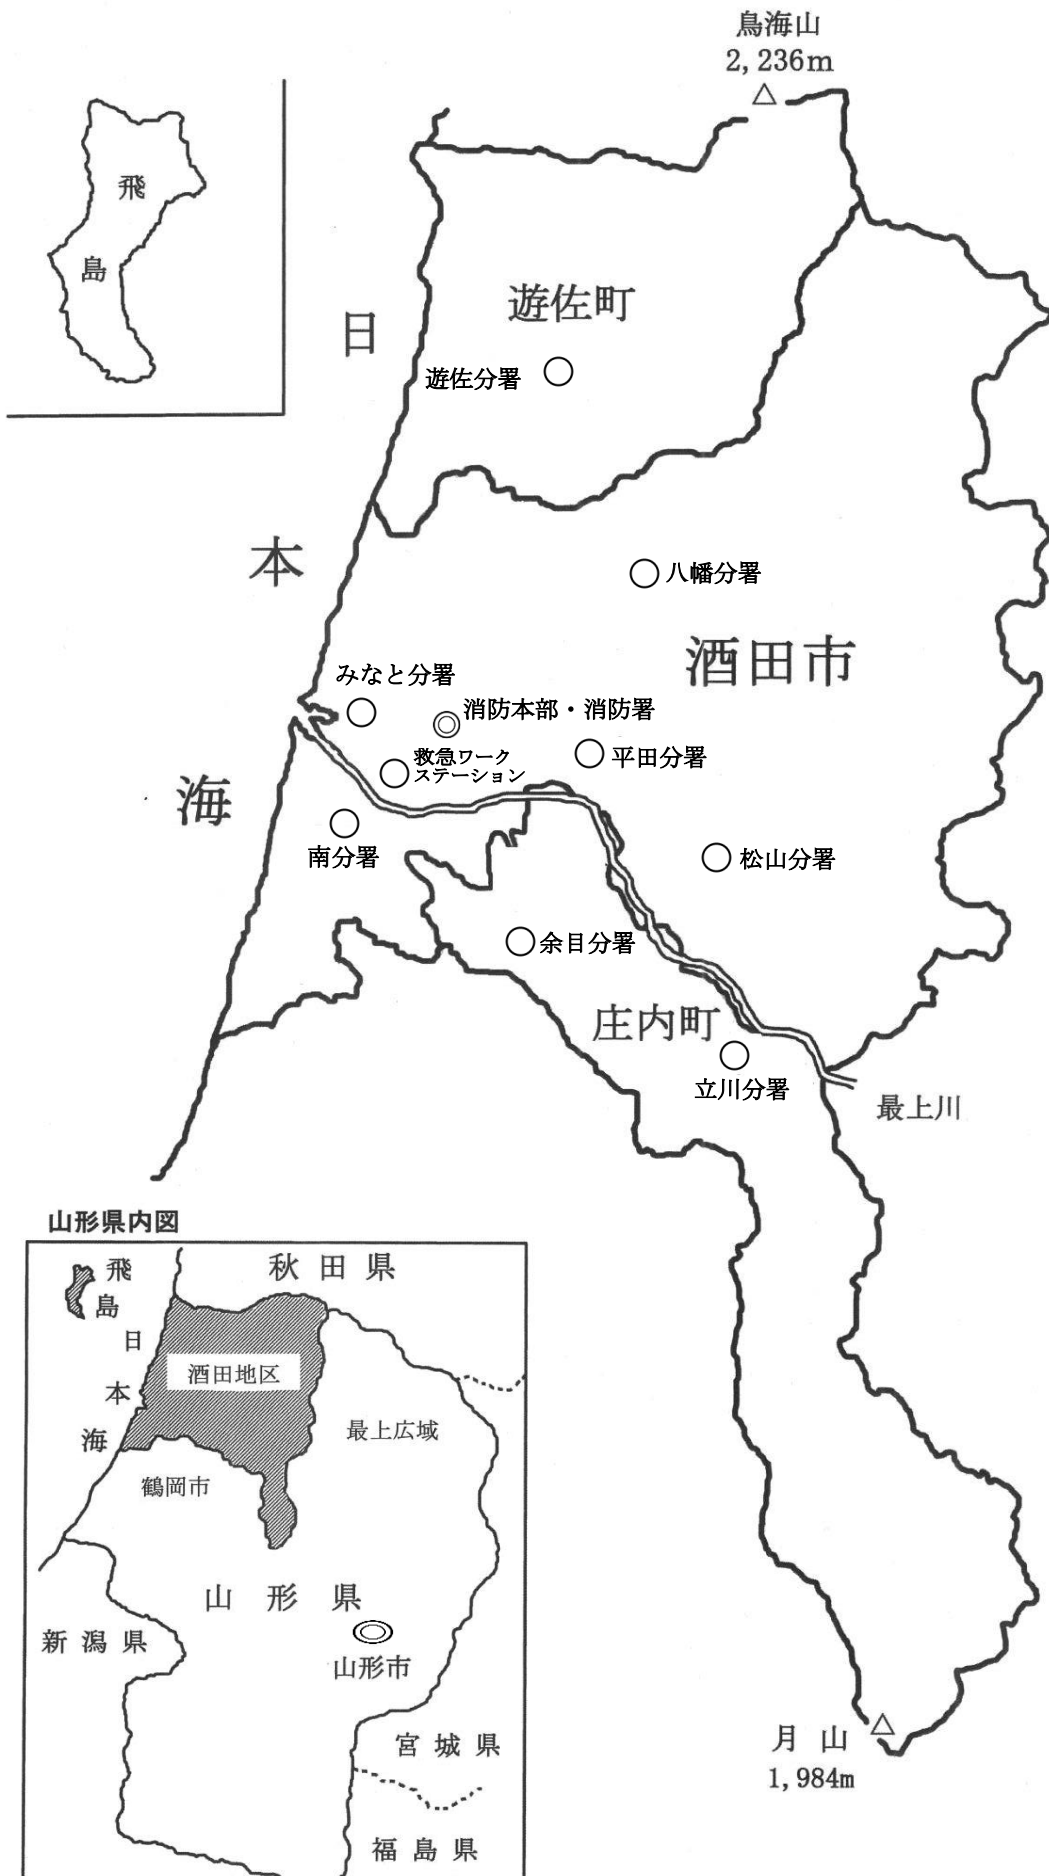 鳥海山
2,236m
飛
島
日
本
海
遊佐町
遊佐分署
八幡分署
酒田市
みなと分署
消防本部・消防署
救急ワーク
ステーション
平田分署
南分署
松山分署
余目分署
庄内町
立川分署
最上川
月山
1,984m
山形県内図
飛
島
日
本
海
秋田県
酒田地区
最上広域
鶴岡市
山形県
山形市
新潟県
宮城県
福島県